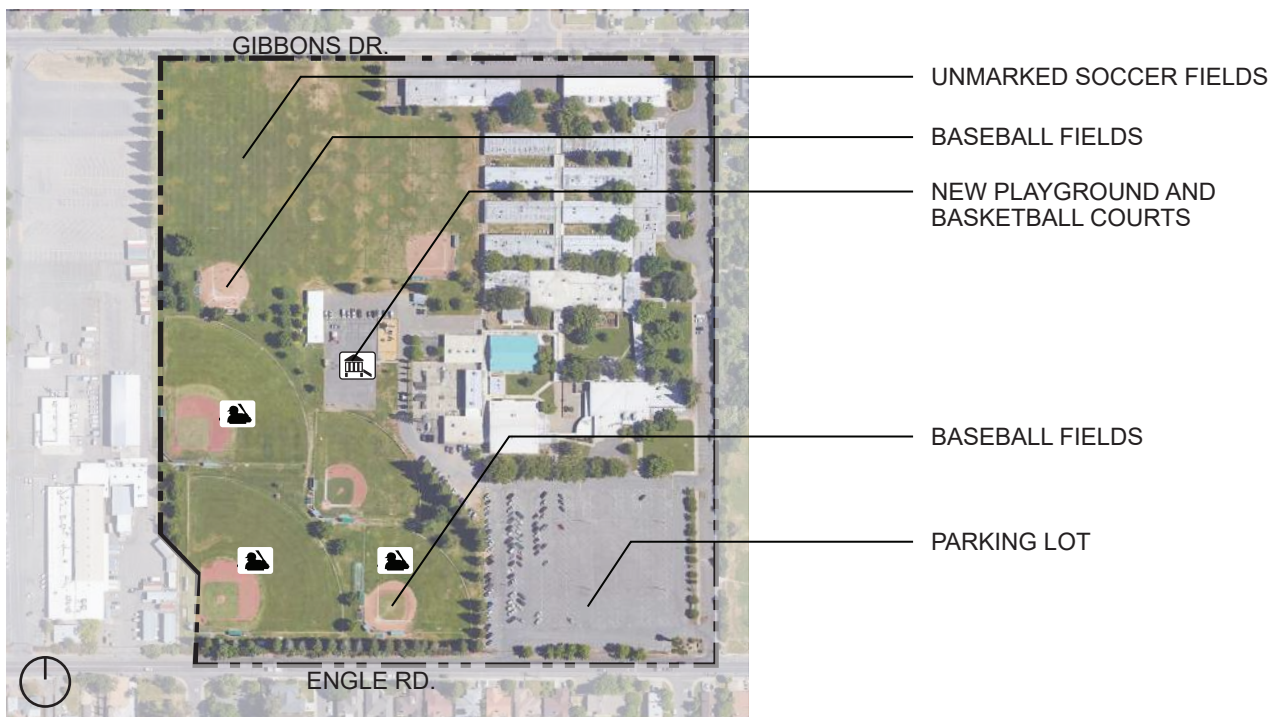 GIBBONS DR.
UNMARKED SOCCER FIELDS
BASEBALL FIELDS
NEW PLAYGROUND AND
BASKETBALL COURTS
BASEBALL FIELDS
PARKING LOT
ENGLE RD.